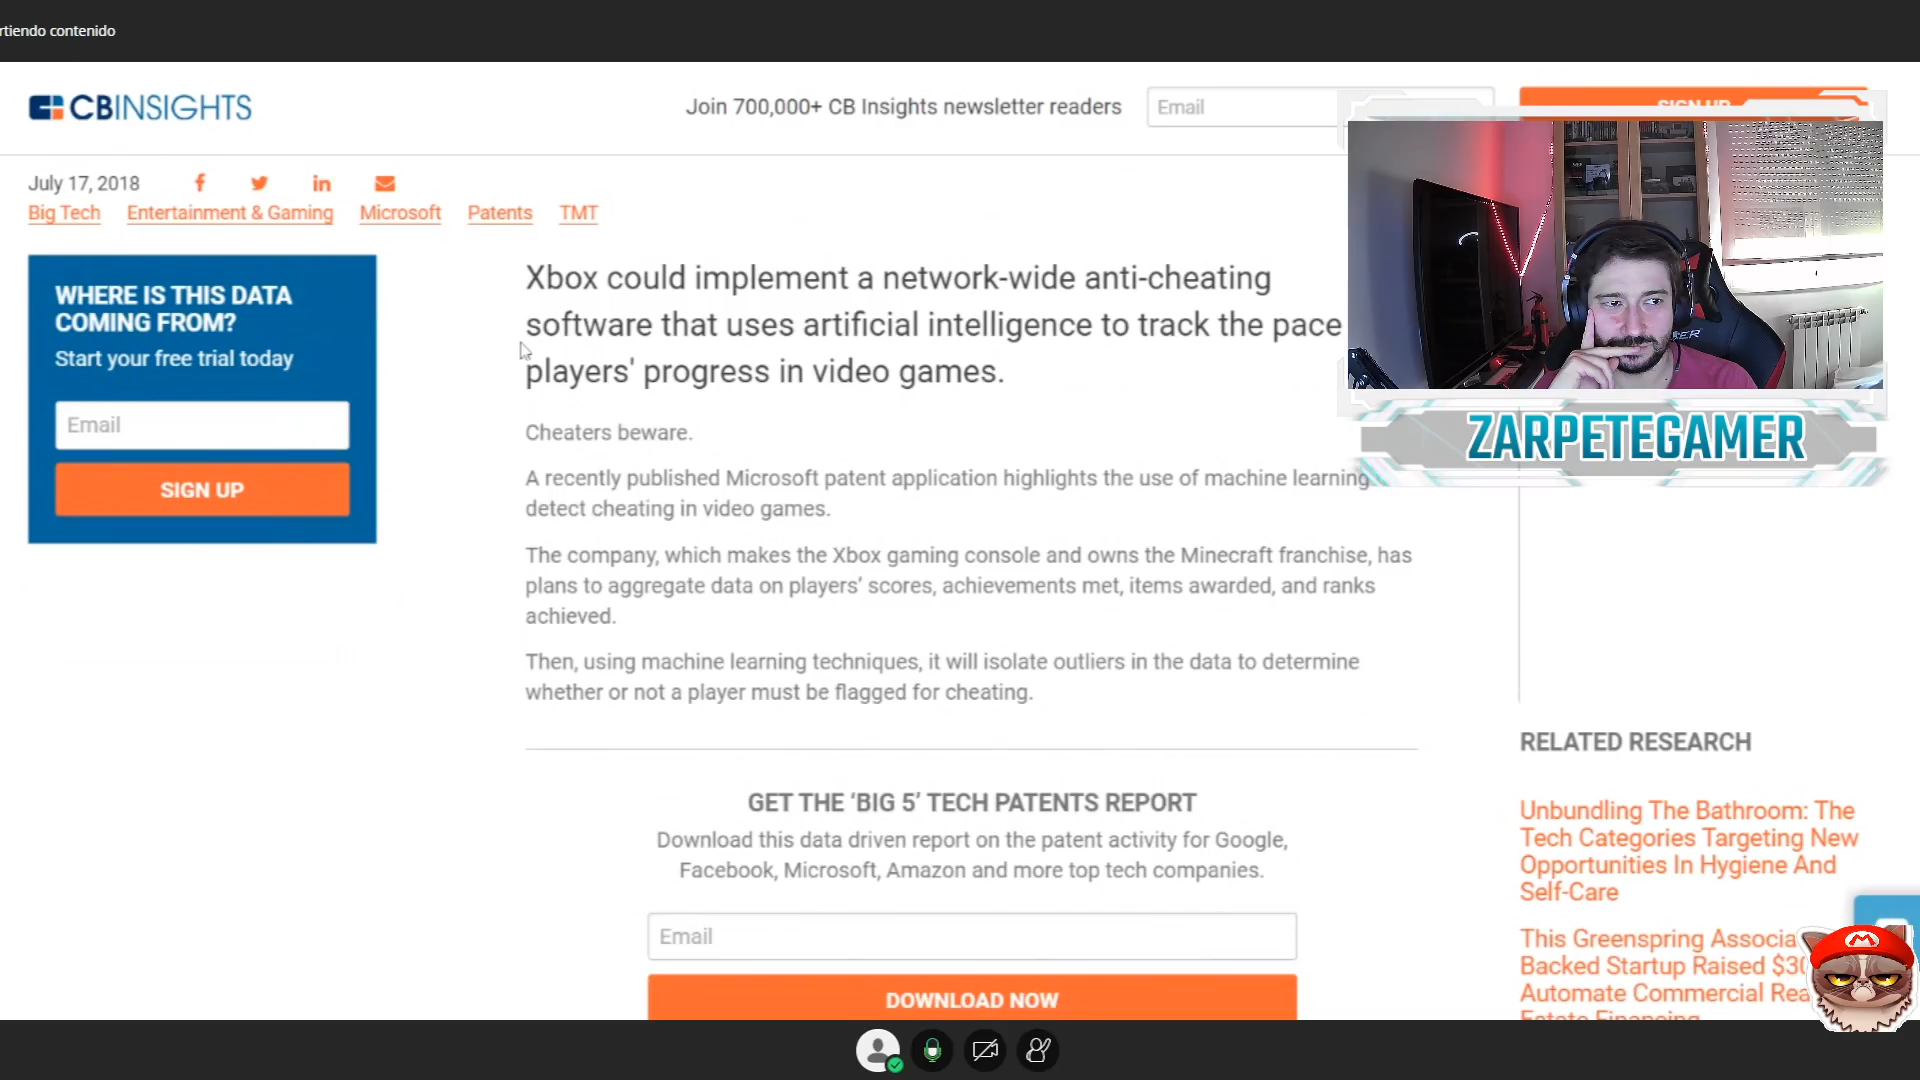 rtiendo contenido
CBINSIGHTS
Join 700,000+ CB Insights newsletter readers
Email
SIGN UP
July 17, 2018
Big Tech Entertainment & Gaming Microsoft Patents TMT
WHERE IS THIS DATA
COMING FROM?
Start your free trial today
Email
SIGN UP
Xbox could implement a network-wide anti-cheating
software that uses artificial intelligence to track the pace
players' progress in video games.
Cheaters beware.
A recently published Microsoft patent application highlights the use of machine learning
detect cheating in video games.
The company, which makes the Xbox gaming console and owns the Minecraft franchise, has
plans to aggregate data on players’ scores, achievements met, items awarded, and ranks
achieved.
Then, using machine learning techniques, it will isolate outliers in the data to determine
whether or not a player must be flagged for cheating.
GET THE ‘BIG 5’ TECH PATENTS REPORT
Download this data driven report on the patent activity for Google,
Facebook, Microsoft, Amazon and more top tech companies.
Email
DOWNLOAD NOW
ZARPETEGAMER
RELATED RESEARCH
Unbundling The Bathroom: The
Tech Categories Targeting New
Opportunities In Hygiene And
Self-Care
This Greenspring Associa
Backed Startup Raised $30
Automate Commercial Rea
Estate Financing
M